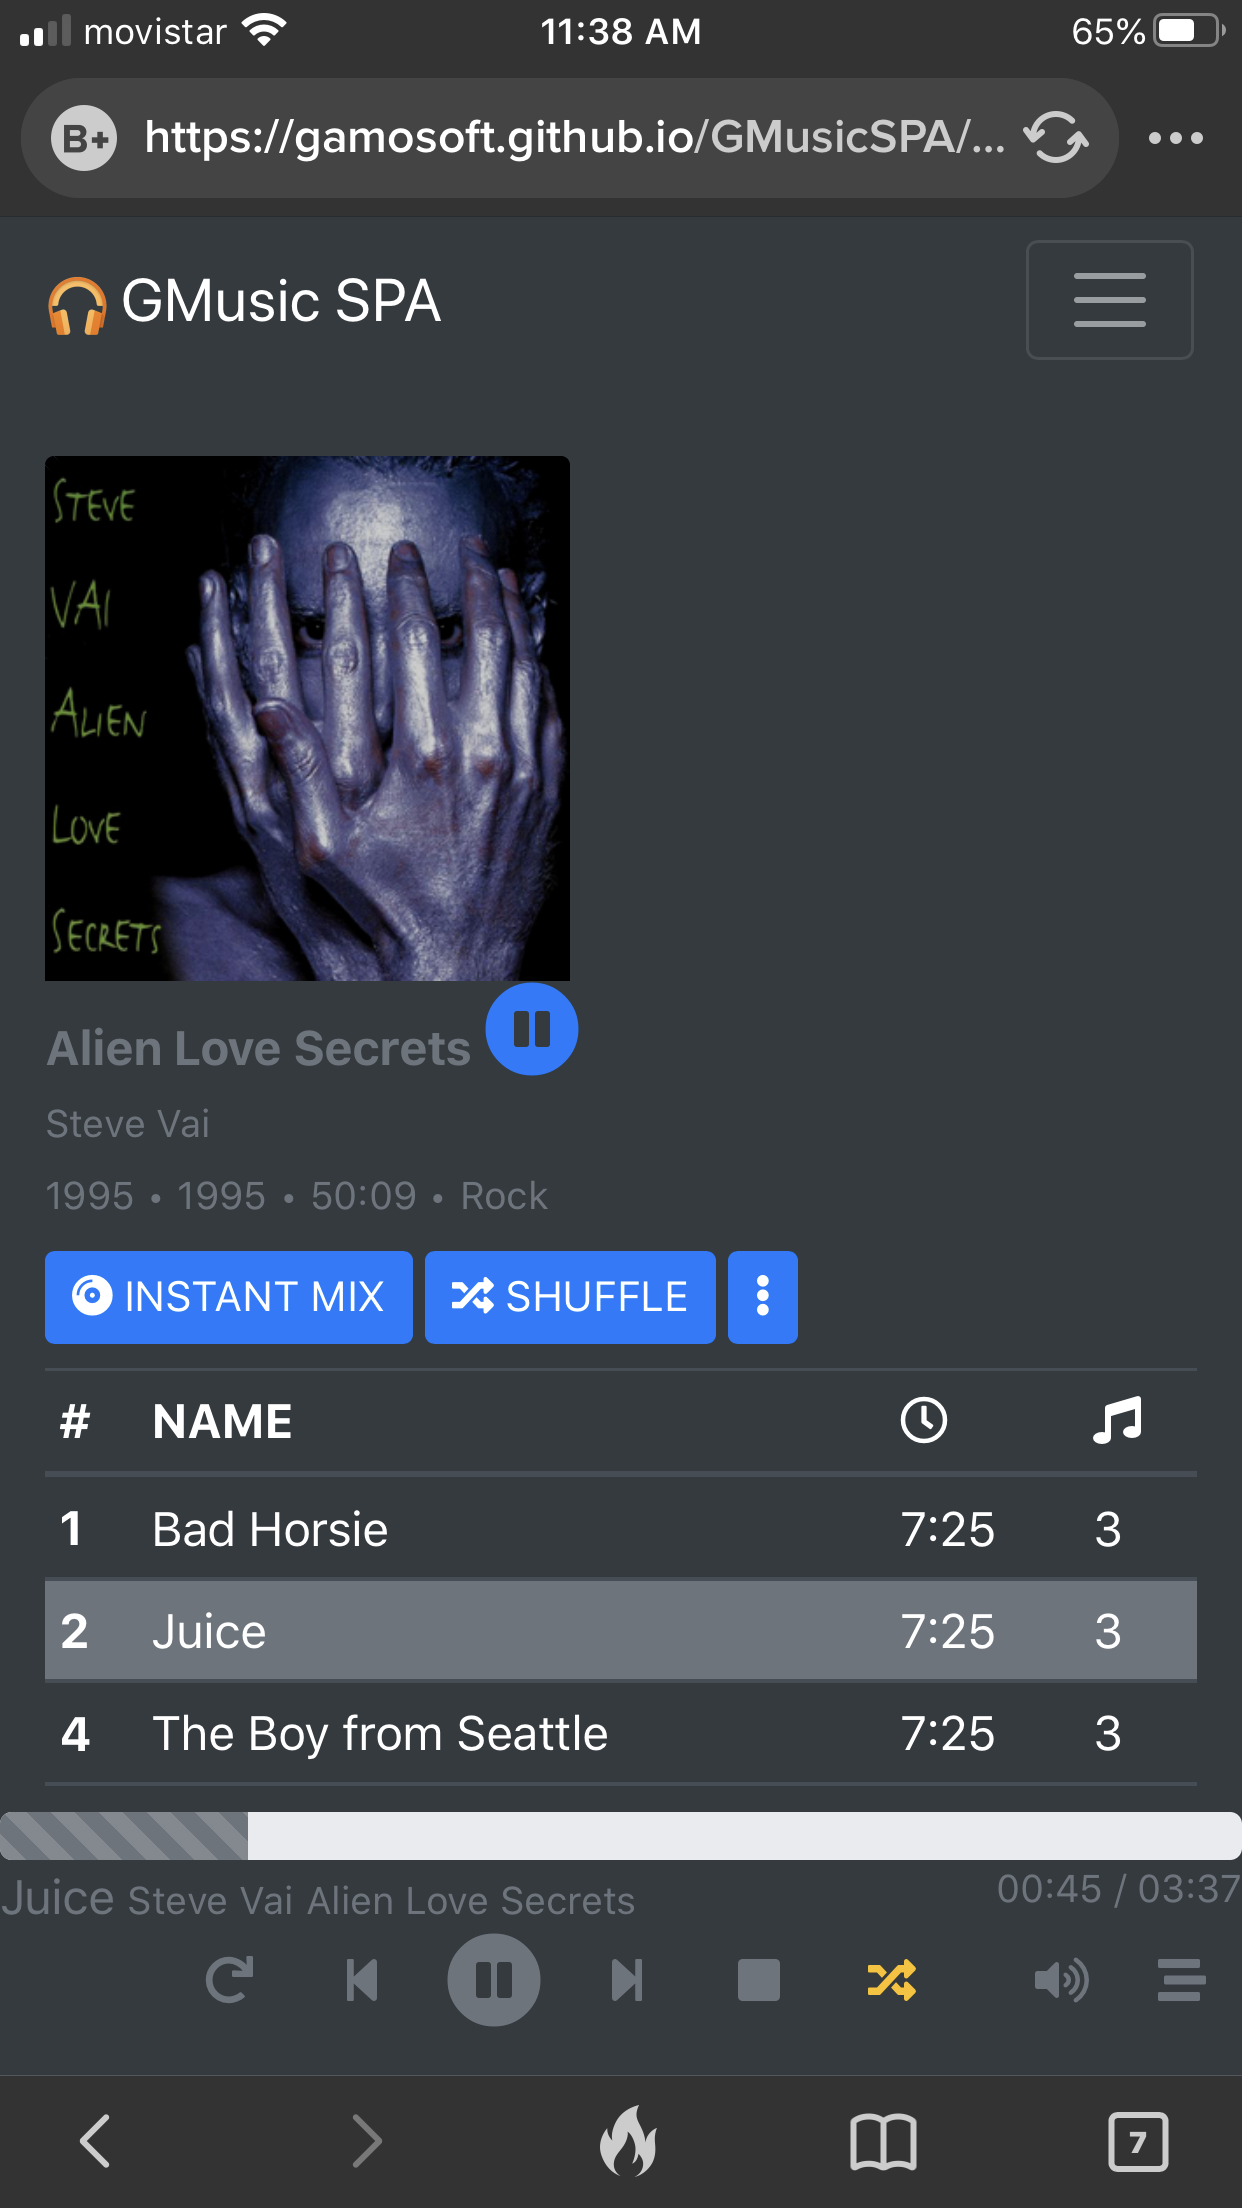 movistar 11:38 AM 65%
B+ https://gamosoft.github.io/GMusicSPA/... 
GMusic SPA
STEVE
VAI
ALIEN
LOVE
SECRETS
Alien Love Secrets
Steve Vai
1995 • 1995 • 50:09 • Rock
INSTANT MIX SHUFFLE
# NAME
1 Bad Horsie 7:25 3
2 Juice 7:25 3
4 The Boy from Seattle 7:25 3
Juice Steve Vai Alien Love Secrets 00:45 / 03:37
7